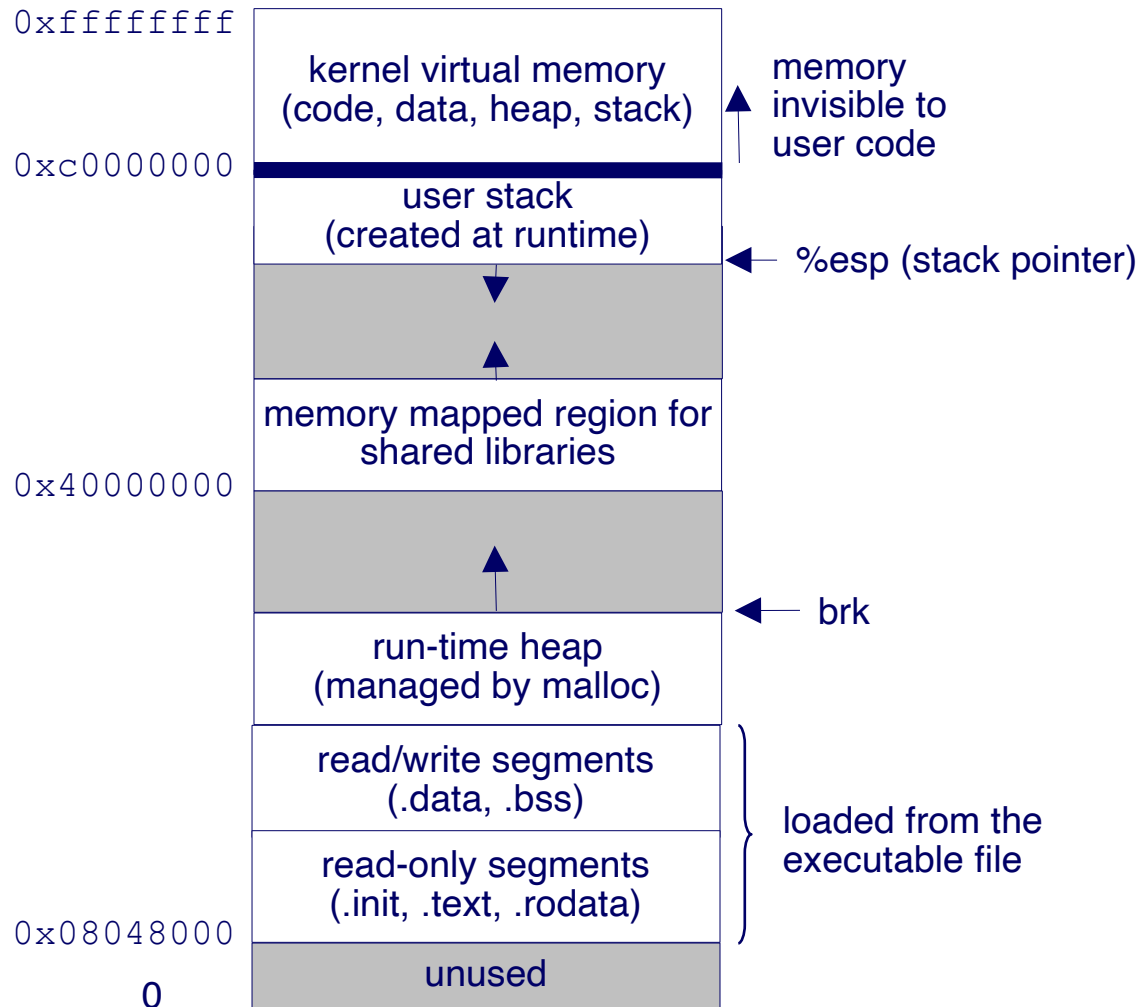 0xffffffff
kernel virtual memory
(code, data, heap, stack)
memory
invisible to
user code
0xc0000000
user stack
(created at runtime)
%esp (stack pointer)
memory mapped region for
shared libraries
0x40000000
brk
run-time heap
(managed by malloc)
read/write segments
(.data, .bss)
loaded from the
executable file
read-only segments
(.init, .text, .rodata)
0x08048000
unused
0